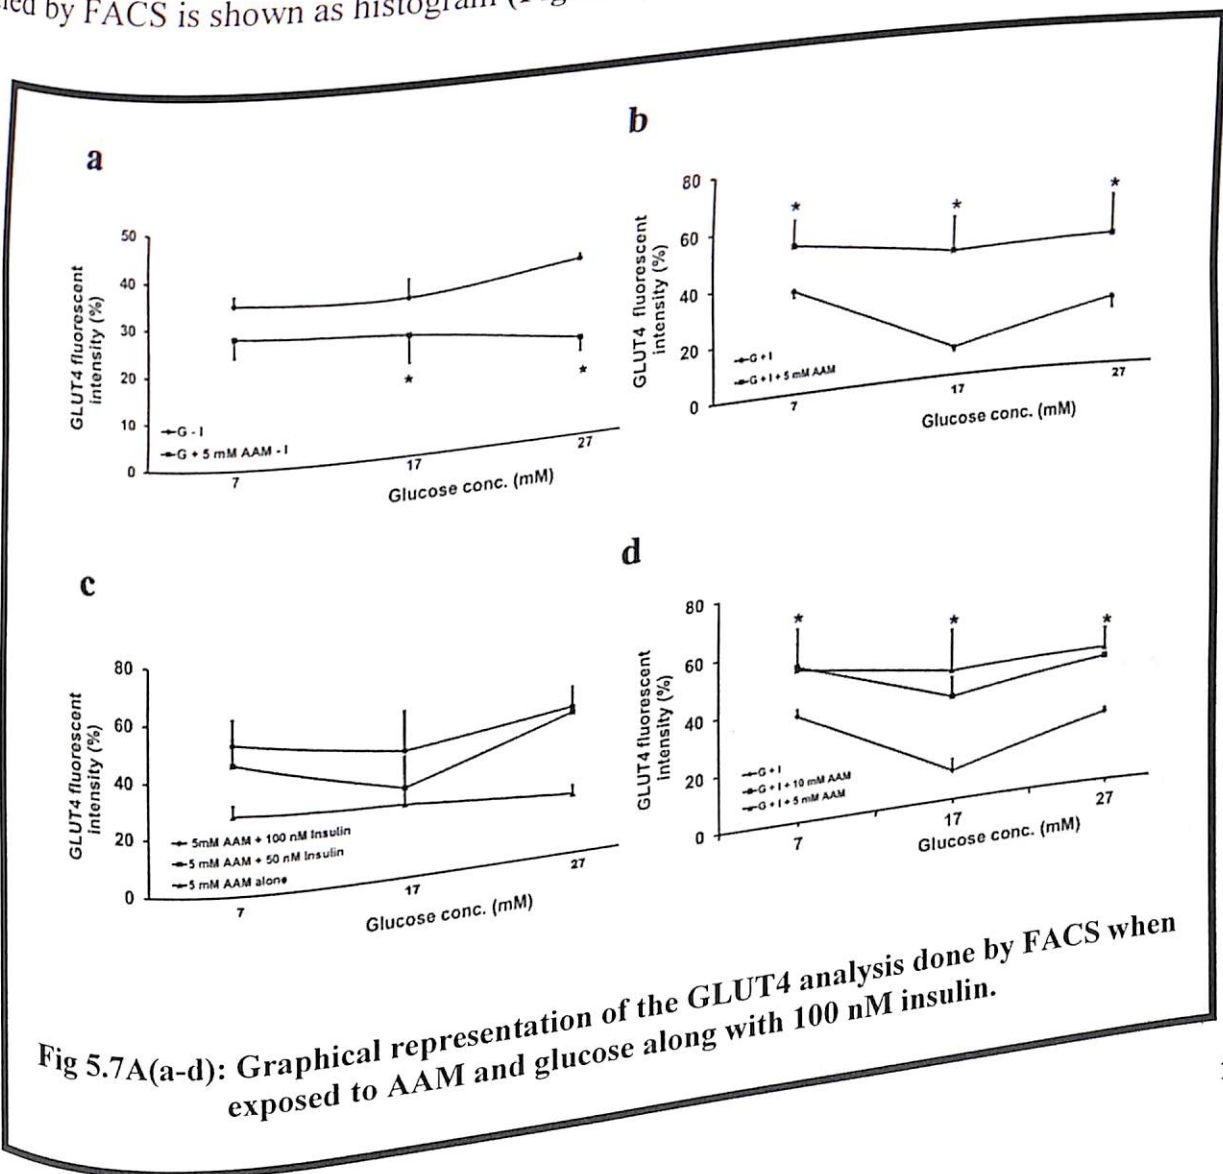 by FACS is shown as histogram
a
50
40
30
20
10
0
GLUT4 fluorescent
intensity (%)
G - I
G + 5 mM AAM - I
*
*
7
17
27
Glucose conc. (mM)
b
80
60
40
20
0
GLUT4 fluorescent
intensity (%)
*
*
*
G + I
G + I + 5 mM AAM
7
17
27
Glucose conc. (mM)
c
80
60
40
20
0
GLUT4 fluorescent
intensity (%)
5mM AAM + 100 nM Insulin
5 mM AAM + 50 nM Insulin
5 mM AAM alone
7
17
27
Glucose conc. (mM)
d
80
60
40
20
0
GLUT4 fluorescent
intensity (%)
*
*
*
G + I
G + I + 10 mM AAM
G + I + 5 mM AAM
7
17
27
Glucose conc. (mM)
Fig 5.7A(a-d): Graphical representation of the GLUT4 analysis done by FACS when
exposed to AAM and glucose along with 100 nM insulin.